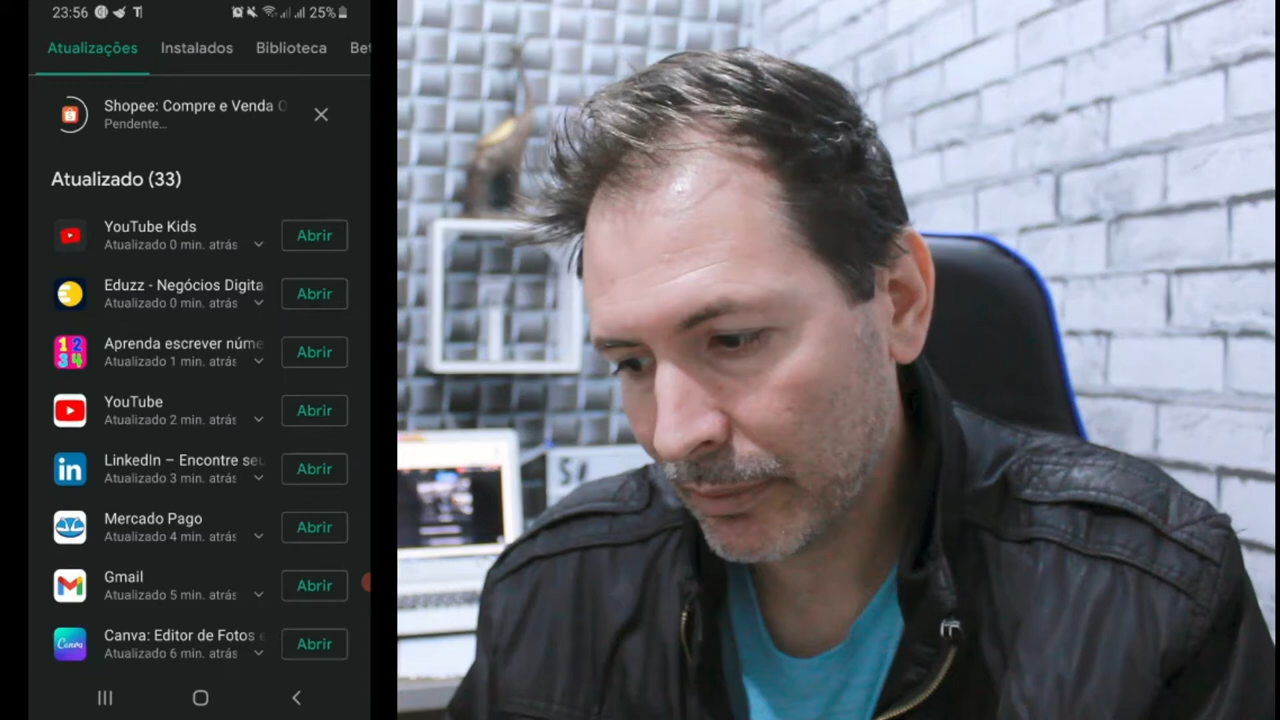 23:56 25%
Atualizações Instalados Biblioteca Bet
Shopee: Compre e Venda O
Pendente...
Atualizado (33)
YouTube Kids
Atualizado 0 min. atrás
Abrir
Eduzz - Negócios Digita
Atualizado 0 min. atrás
Abrir
Aprenda escrever núme
Atualizado 1 min. atrás
Abrir
YouTube
Atualizado 2 min. atrás
Abrir
LinkedIn – Encontre seu
Atualizado 3 min. atrás
Abrir
Mercado Pago
Atualizado 4 min. atrás
Abrir
Gmail
Atualizado 5 min. atrás
Abrir
Canva: Editor de Fotos e
Atualizado 6 min. atrás
Abrir